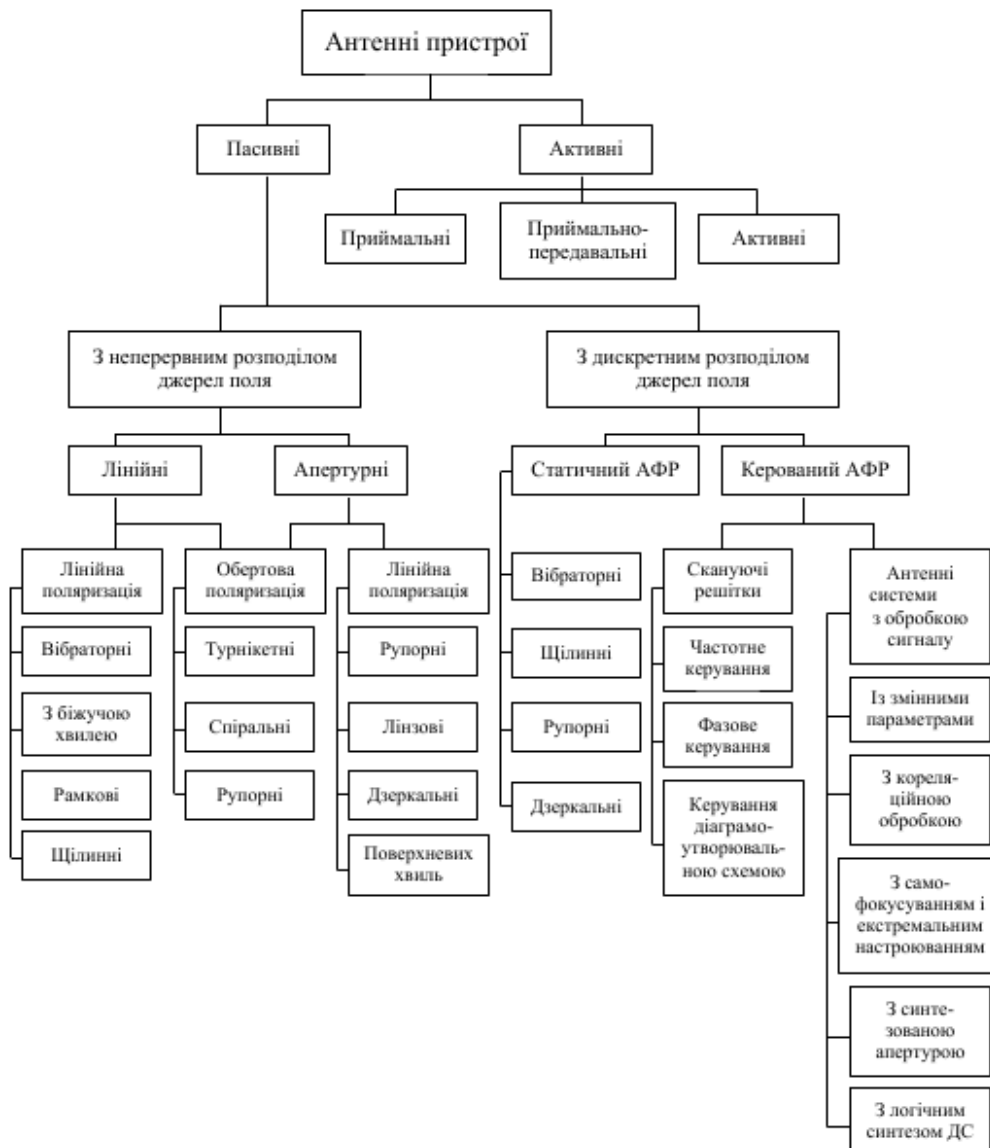 Антенні пристрої
Пасивні
Активні
Приймальні
Приймально-
передавальні
Активні
З неперервним розподілом
джерел поля
З дискретним розподілом
джерел поля
Лінійні
Апертурні
Статичний АФР
Керований АФР
Лінійна
поляризація
Вібраторні
З біжучою
хвилею
Рамкові
Щілинні
Обертова
поляризація
Турнікетні
Спіральні
Рупорні
Лінійна
поляризація
Рупорні
Лінзові
Дзеркальні
Поверхневих
хвиль
Вібраторні
Щілинні
Рупорні
Дзеркальні
Скануючі
решітки
Частотне
керування
Фазове
керування
Керування
діаграмо-
утворюваль-
ною схемою
Антенні
системи
з обробкою
сигналу
Із змінними
параметрами
З кореля-
ційною
обробкою
З само-
фокусуванням і
екстремальним
настроюванням
З синте-
зованою
апертурою
З логічним
синтезом ДС